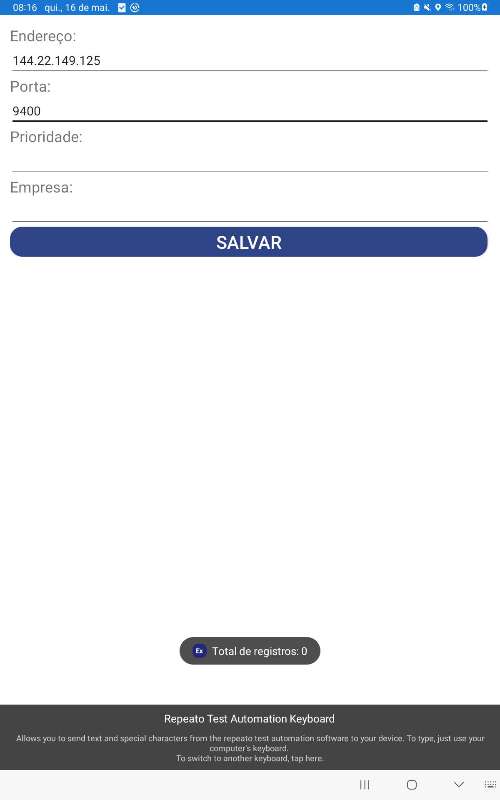 08:16 qui., 16 de mai. 100%
Endereço:
144.22.149.125
Porta:
9400
Prioridade:
Empresa:
SALVAR
Ex Total de registros: 0
Repeato Test Automation Keyboard
Allows you to send text and special characters from the repeato test automation software to your device. To type, just use your
computer's keyboard.
To switch to another keyboard, tap here.